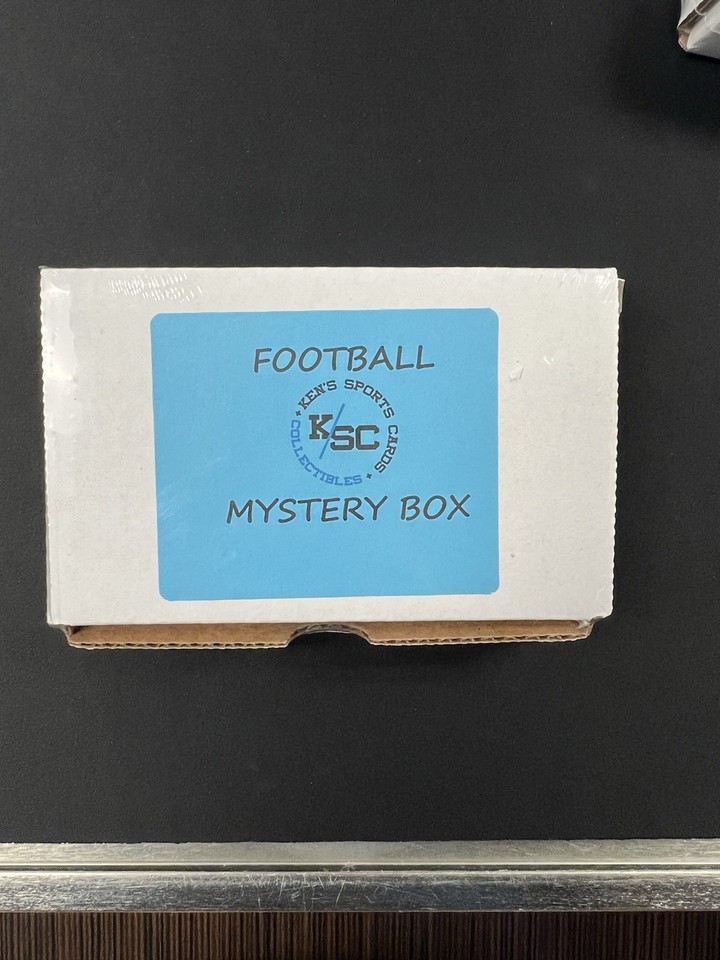 FOOTBALL
KEN'S SPORTS CARDS
COLLECTIBLES
K/SC
MYSTERY BOX